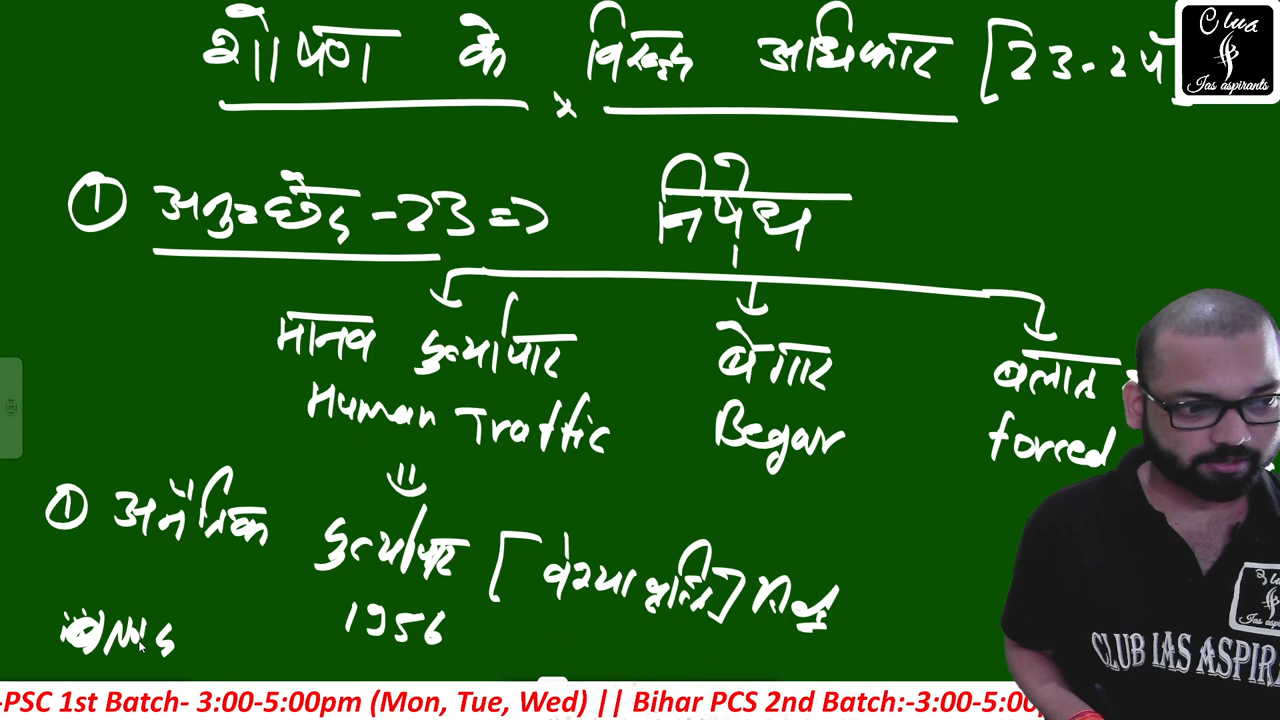 शोषण के विरूद्ध अधिकार [23-24]
Club
Ias aspirants
① अनुच्छेद - 23 => निषेध
मानव दुर्व्यापार बेगार बलात
Human Traffic Begar forced
① अनैतिक दुर्व्यापार [वेश्यावृत्ति]
1956
CLUB IAS ASPIRA
-PSC 1st Batch- 3:00-5:00pm (Mon, Tue, Wed) || Bihar PCS 2nd Batch:-3:00-5:00